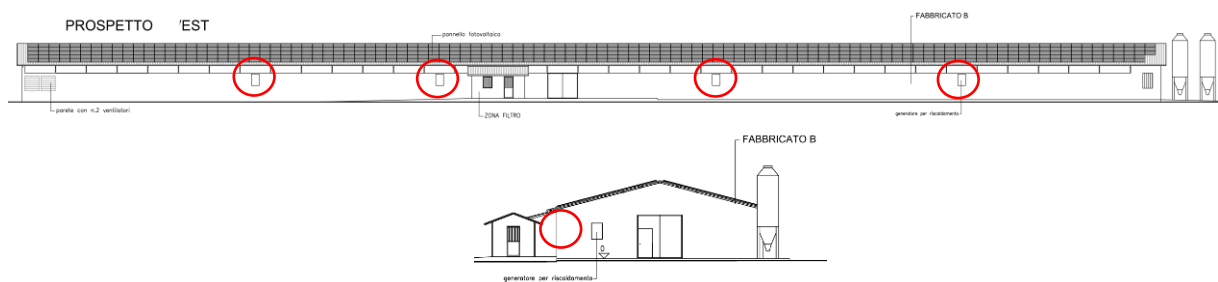 PROSPETTO 'EST
FABBRICATO B
pannello fotovoltaico
parete con n.2 ventilatori
ZONA FILTRO
generatore per riscaldamento
FABBRICATO B
generatore per riscaldamento